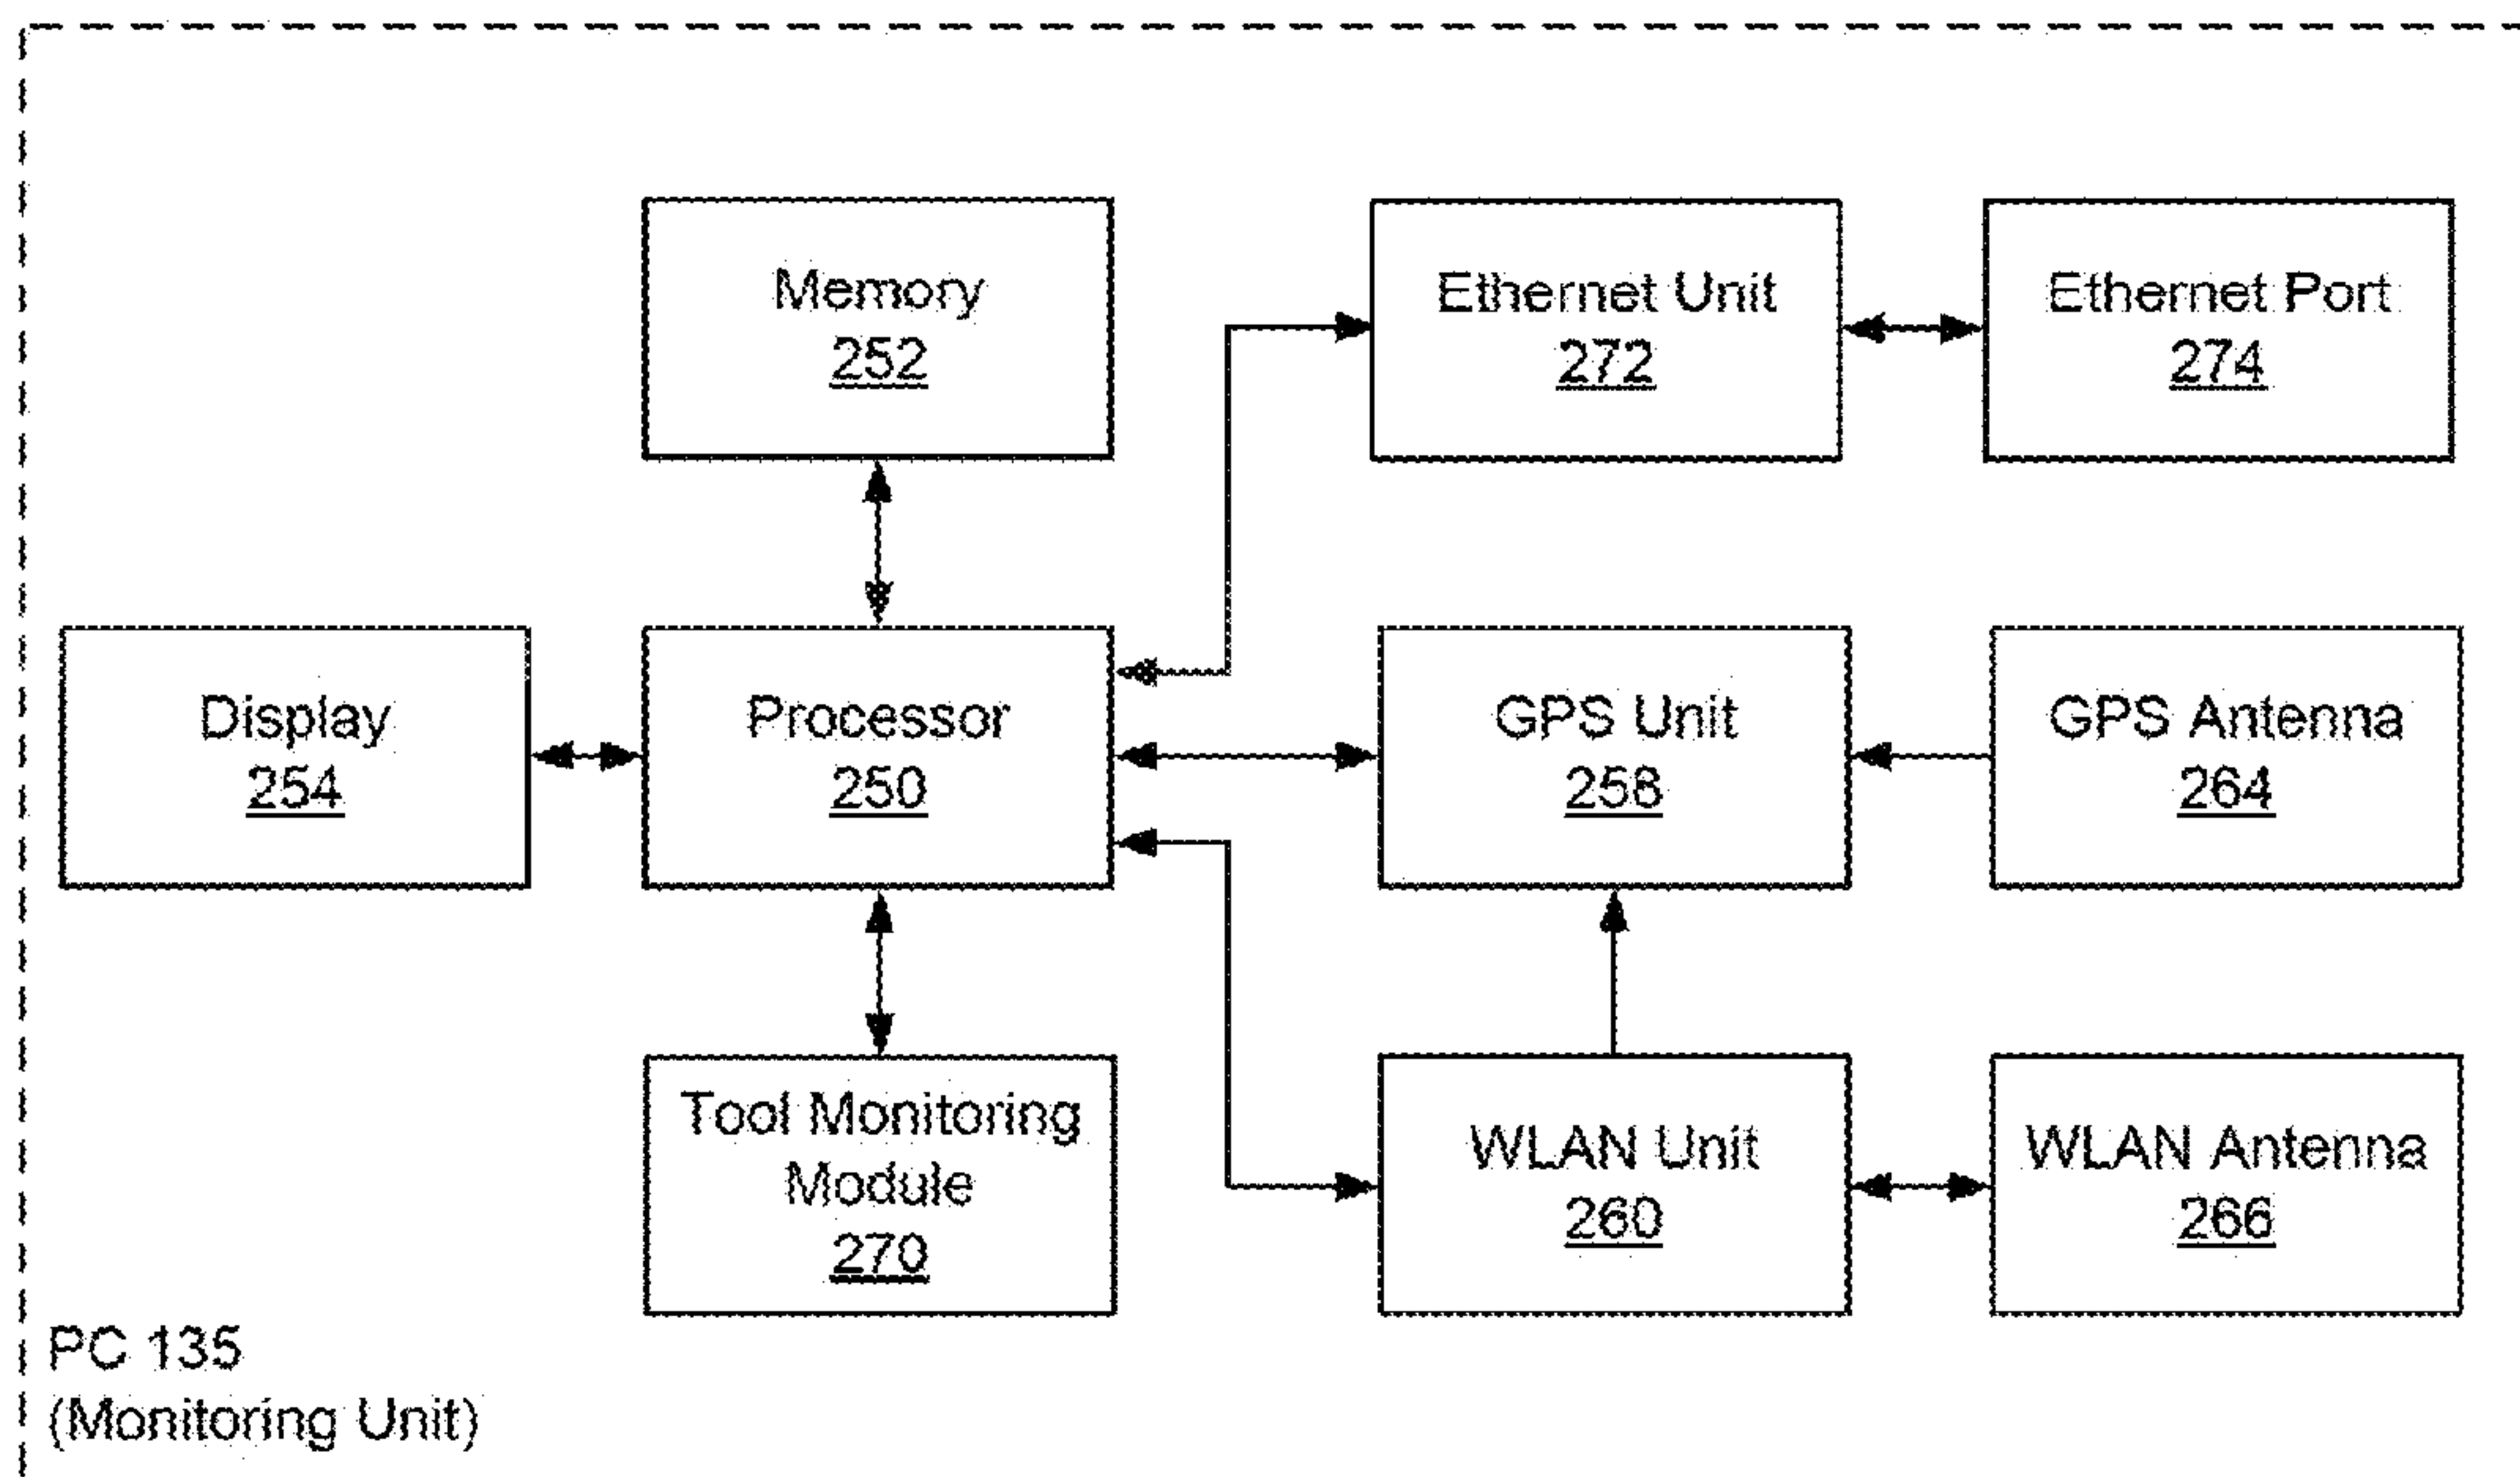 Memory
252
Ethernet Unit
272
Ethernet Port
274
Display
254
Processor
250
GPS Unit
258
GPS Antenna
264
Tool Monitoring
Module
270
WLAN Unit
260
WLAN Antenna
266
PC 135
(Monitoring Unit)